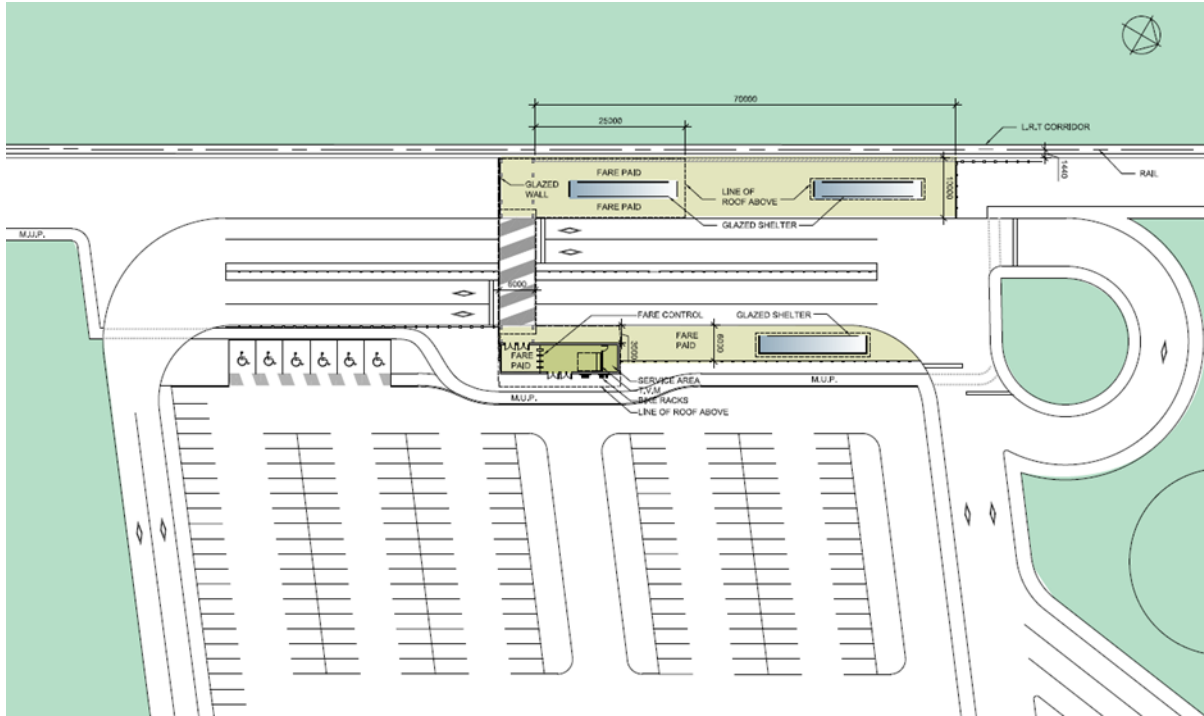 70000
25000
L.R.T CORRIDOR
1440
RAIL
FARE PAID
GLAZED
WALL
LINE OF
ROOF ABOVE
10000
FARE PAID
GLAZED SHELTER
M.U.P.
6000
FARE CONTROL
GLAZED SHELTER
FARE
PAID
6000
3000
FARE
PAID
SERVICE AREA
T.V.M.
BIKE RACKS
LINE OF ROOF ABOVE
M.U.P.
M.U.P.